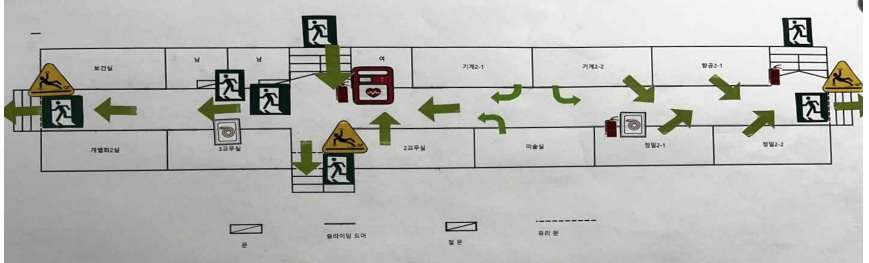 보건실
남
남
여
기계2-1
기계2-2
항공2-1
개별화2실
3교무실
2교무실
미술실
정밀2-1
정밀2-2
문
슬라이딩 도어
철 문
유리 문